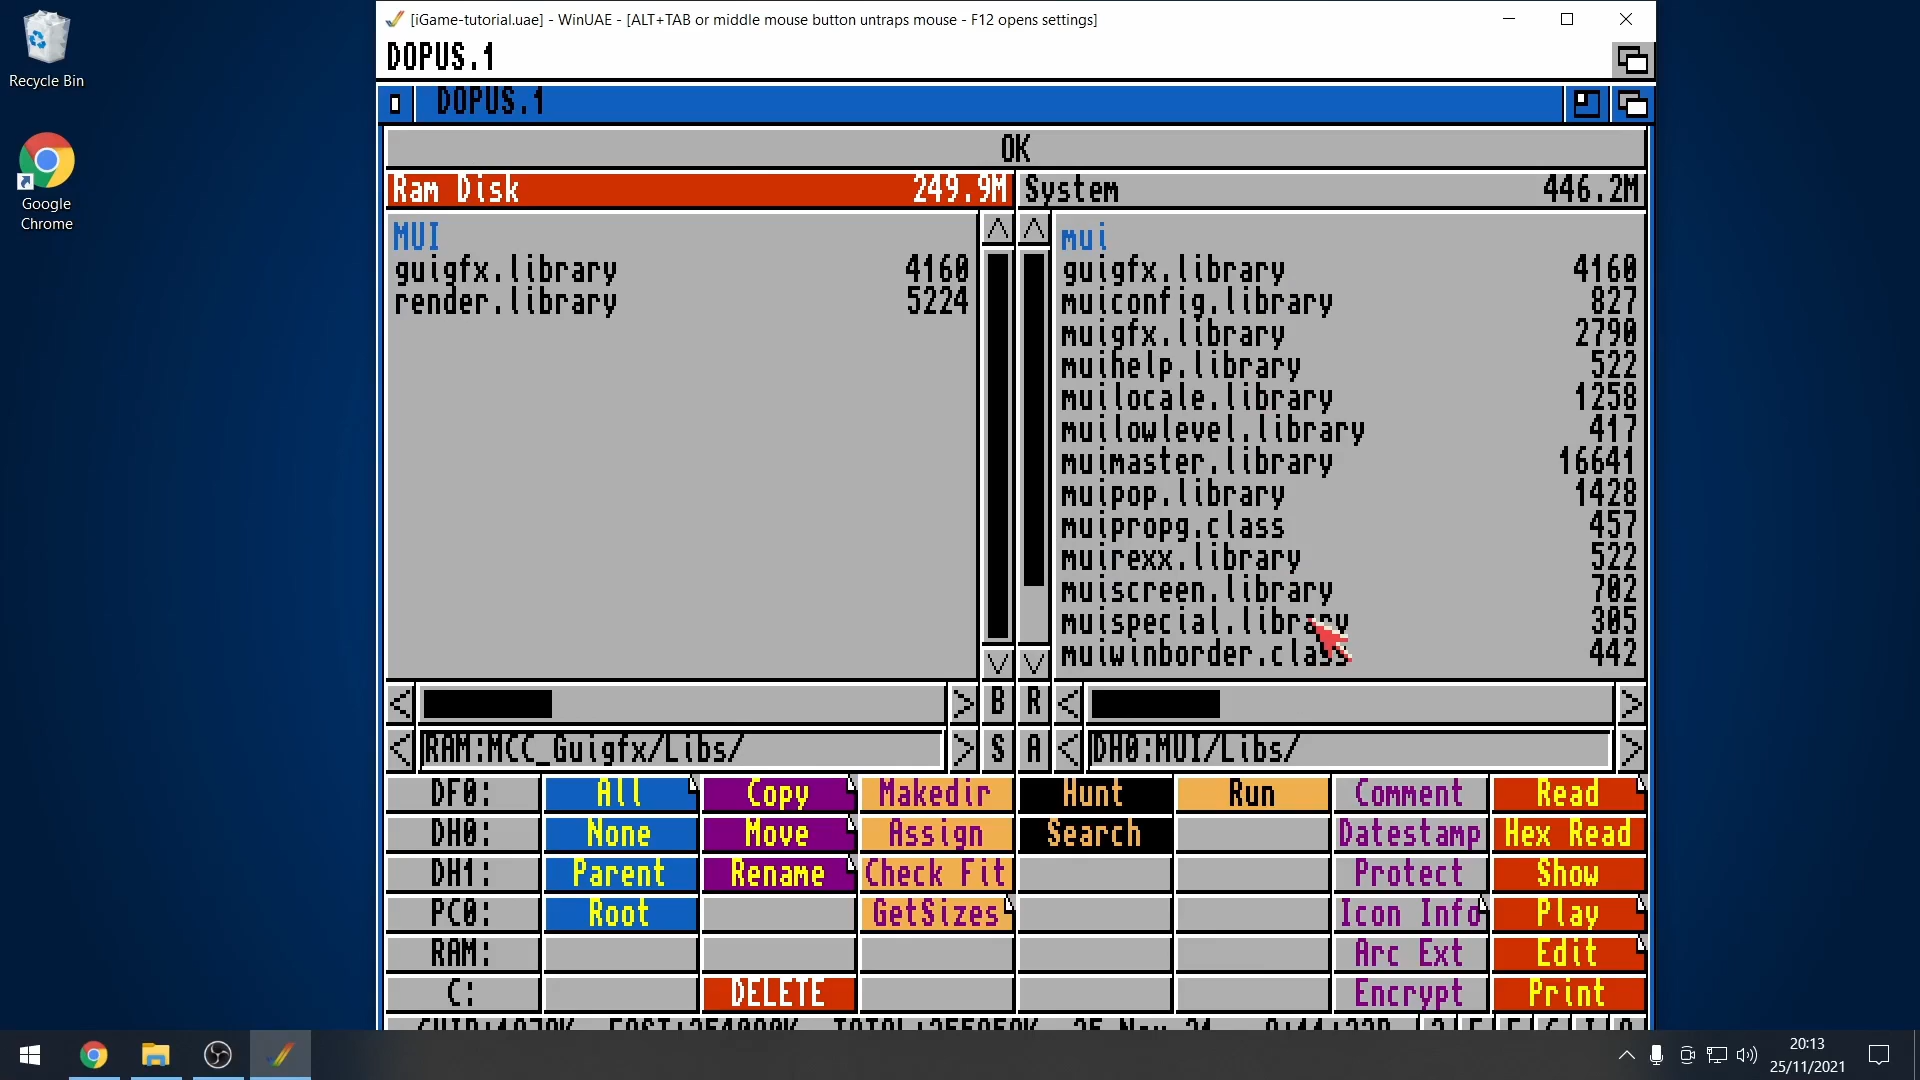 Recycle Bin
Google
Chrome
[iGame-tutorial.uae] - WinUAE - [ALT+TAB or middle mouse button untraps mouse - F12 opens settings]
DOPUS.1
DOPUS.1
OK
Ram Disk 249.9M
System 446.2M
MUI
guigfx.library 4160
render.library 5224
mui
guigfx.library 4160
muiconfig.library 827
muigfx.library 2790
muihelp.library 522
muilocale.library 1258
muilowlevel.library 417
muimaster.library 16641
muipop.library 1428
muipropg.class 457
muirexx.library 522
muiscreen.library 702
muispecial.library 305
muiwinborder.class 442
< > B R < >
< RAM:MCC_Guigfx/Libs/ > S A < DH0:MUI/Libs/ >
DF0: All Copy Makedir Hunt Run Comment Read
DH0: None Move Assign Search Datestamp Hex Read
DH1: Parent Rename Check Fit Protect Show
PC0: Root GetSizes Icon Info Play
RAM: Arc Ext Edit
C: DELETE Encrypt Print
20:13
25/11/2021